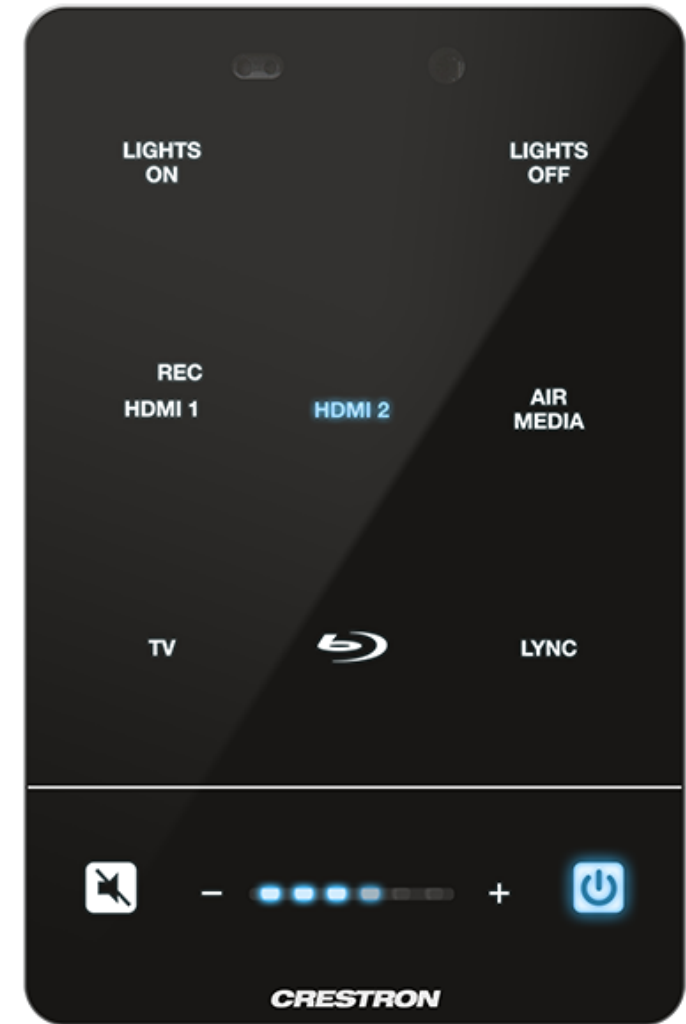 LIGHTS
ON
LIGHTS
OFF
REC
HDMI 1
HDMI 2
AIR
MEDIA
TV
LYNC
− +
CRESTRON